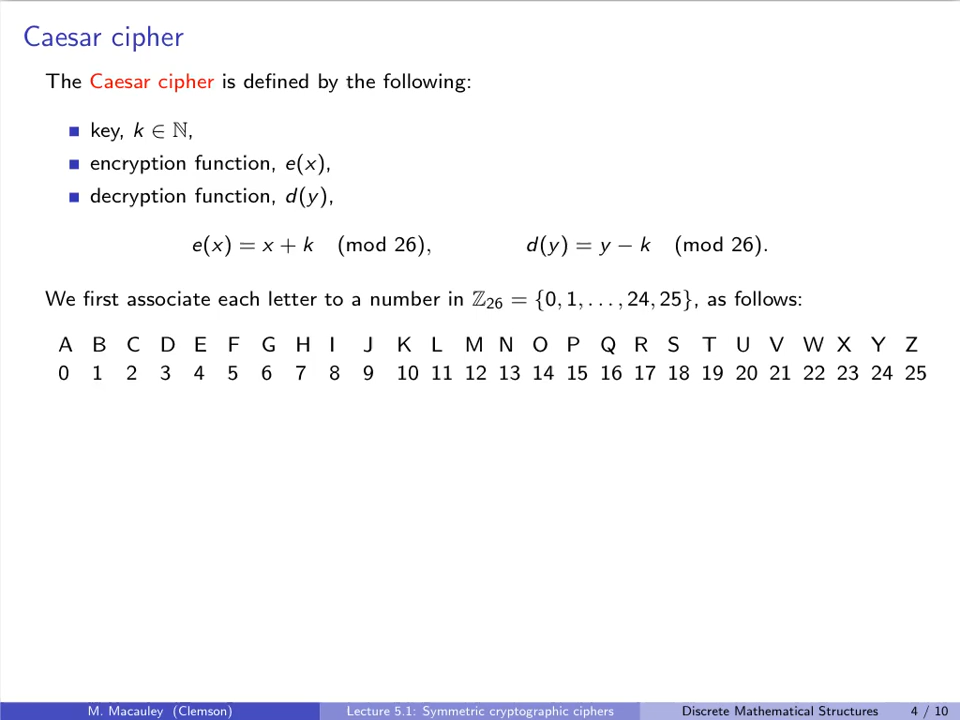 Caesar cipher
The Caesar cipher is defined by the following:
key, k ∈ ℕ,
encryption function, e(x),
decryption function, d(y),
e(x) = x + k (mod 26), d(y) = y − k (mod 26).
We first associate each letter to a number in ℤ₂₆ = {0, 1, . . . , 24, 25}, as follows:
A B C D E F G H I J K L M N O P Q R S T U V W X Y Z
0 1 2 3 4 5 6 7 8 9 10 11 12 13 14 15 16 17 18 19 20 21 22 23 24 25
M. Macauley (Clemson) Lecture 5.1: Symmetric cryptographic ciphers Discrete Mathematical Structures 4 / 10